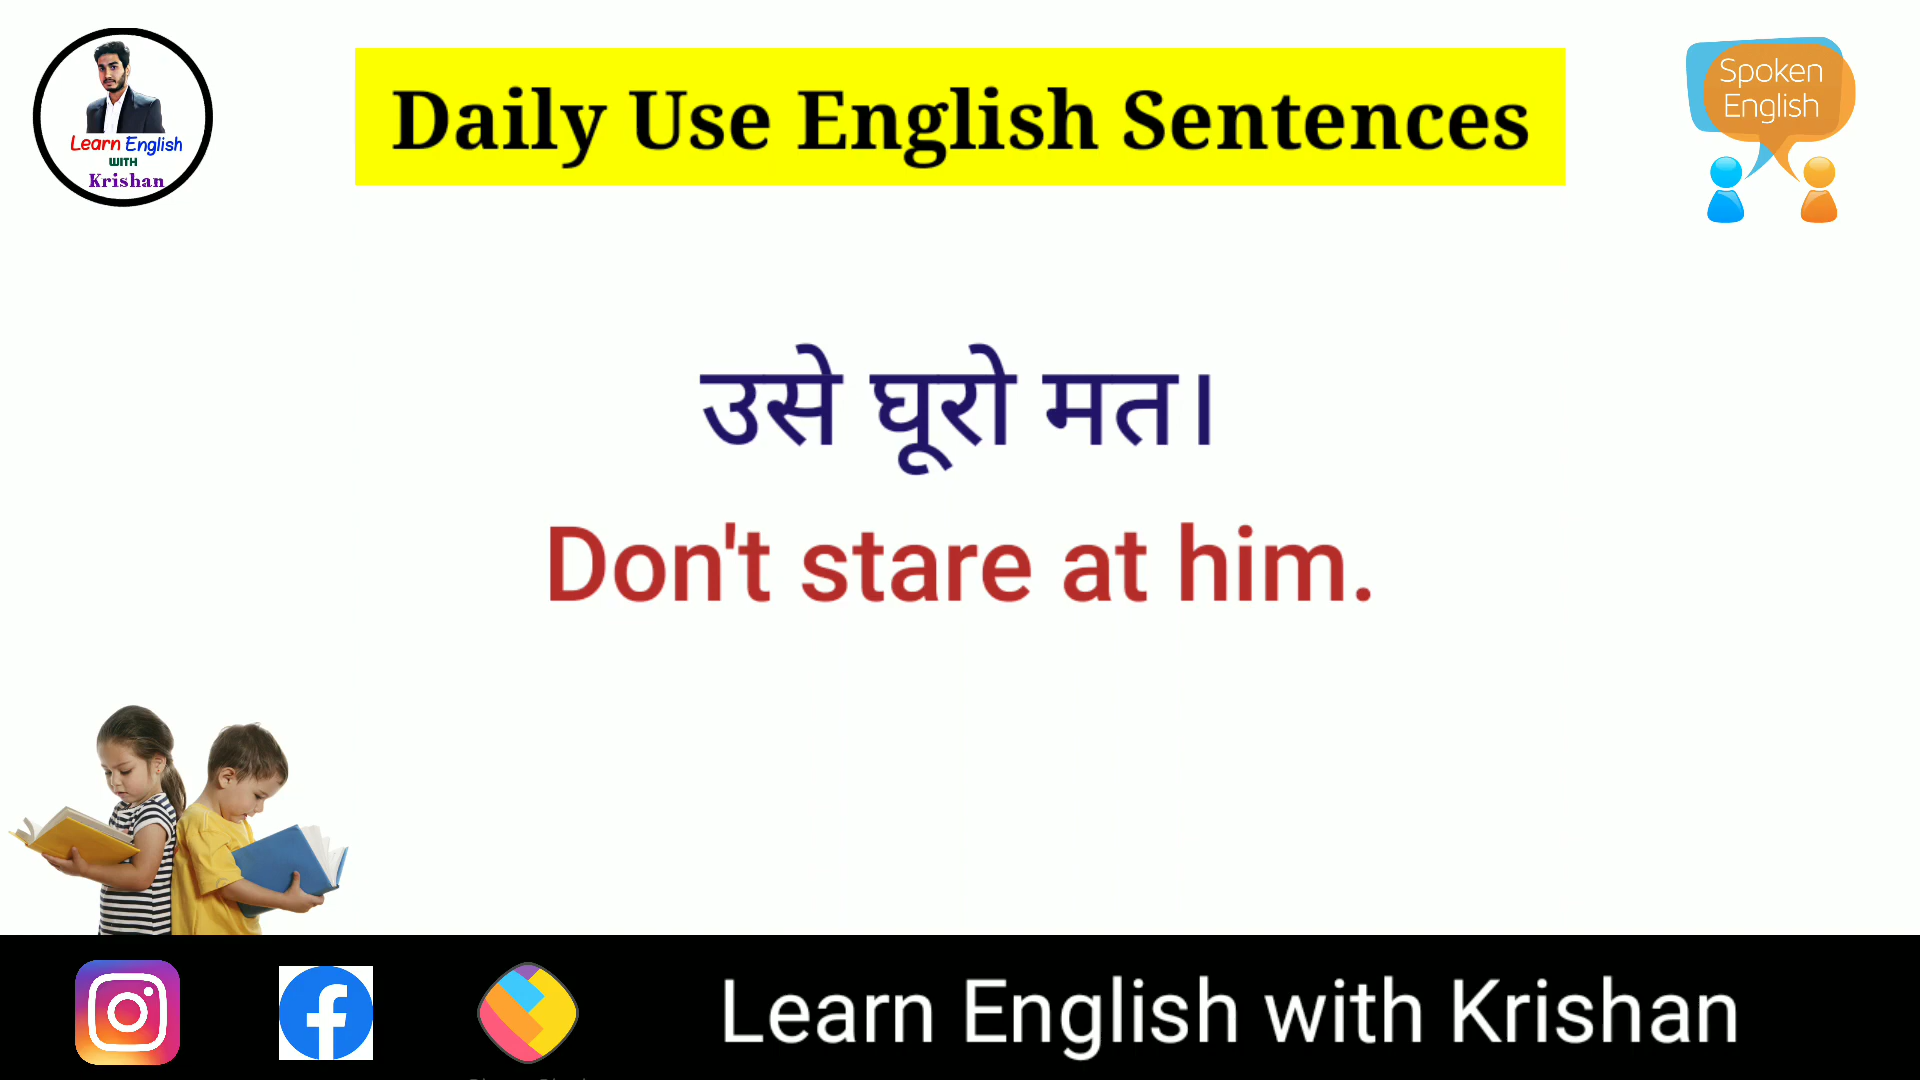 Learn English
WITH
Krishan
Daily Use English Sentences
Spoken
English
उसे घूरो मत।
Don't stare at him.
Learn English with Krishan